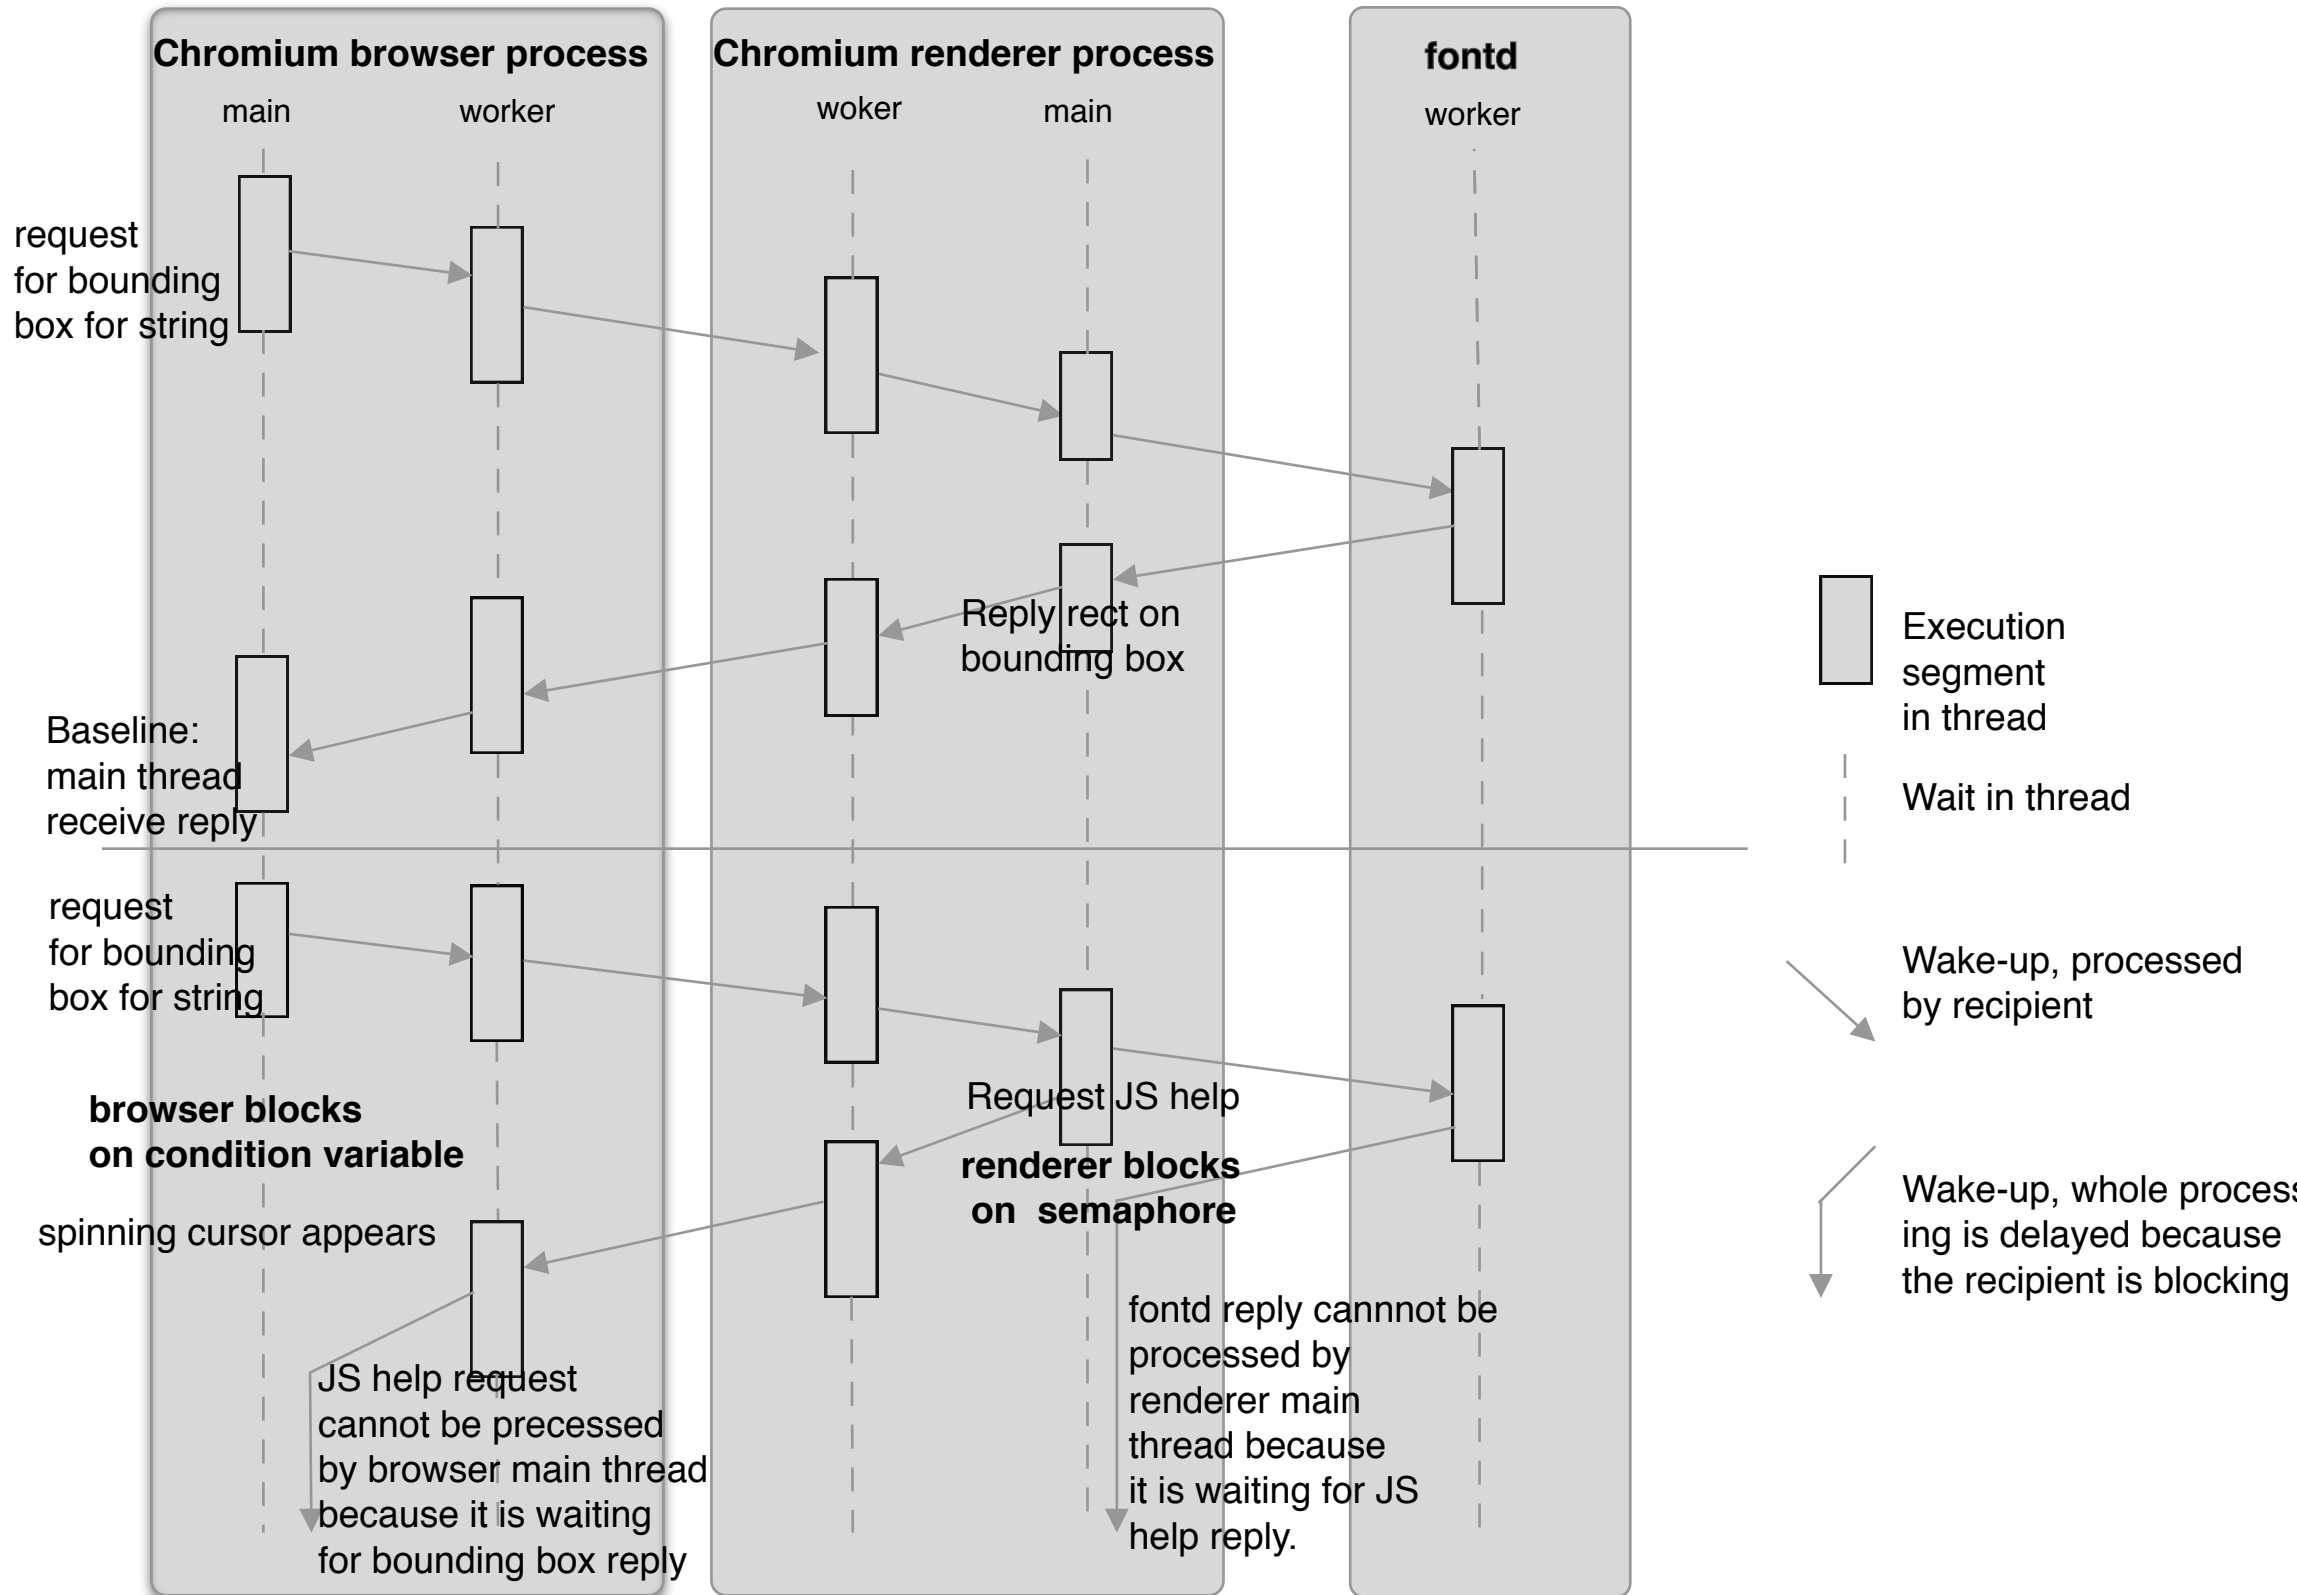 Chromium browser process
Chromium renderer process
fontd
main
worker
woker
main
worker
request
for bounding
box for string
Reply rect on
bounding box
Baseline:
main thread
receive reply
request
for bounding
box for string
browser blocks
on condition variable
spinning cursor appears
Request JS help
renderer blocks
on semaphore
JS help request
cannot be precessed
by browser main thread
because it is waiting
for bounding box reply
fontd reply cannnot be
processed by
renderer main
thread because
it is waiting for JS
help reply.
Execution
segment
in thread
Wait in thread
Wake-up, processed
by recipient
Wake-up, whole process
ing is delayed because
the recipient is blocking